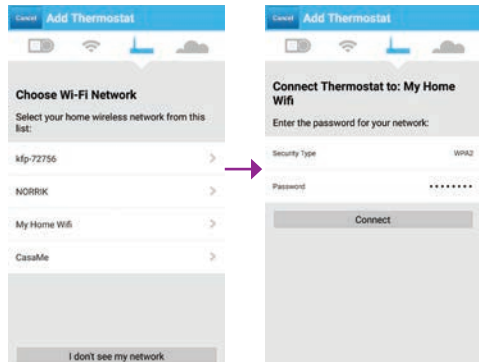 Cancel Add Thermostat
Choose Wi-Fi Network
Select your home wireless network from this
list:
kfp-72756
NORRIK
My Home Wifi
CasaMe
I don't see my network
Cancel Add Thermostat
Connect Thermostat to: My Home
Wifi
Enter the password for your network:
Security Type WPA2
Password ••••••••
Connect